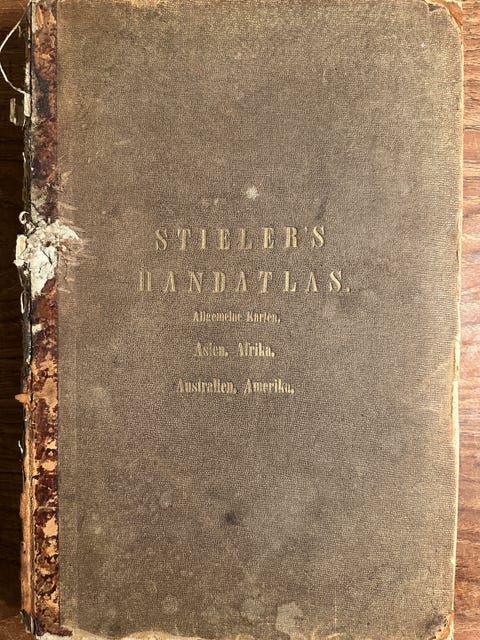 STIELER'S
HANDATLAS.
Allgemeine Karten.
Asien, Afrika,
Australien, Amerika.